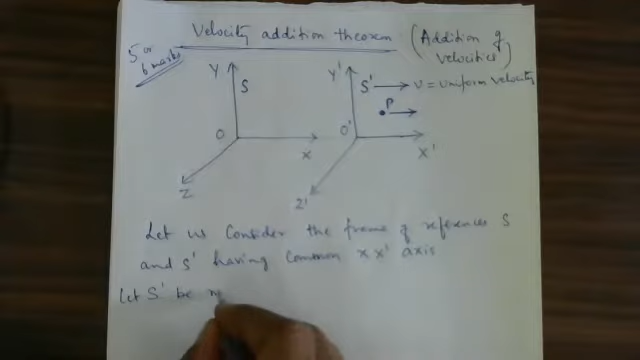 Velocity addition theorem (Addition of
velocities)
5 or
6 marks
Y
S
O
X
Z
Y'
S' → v = uniform velocity
P
O'
X'
Z'
Let us Consider the frame of references S
and S' having Common x x' axis
Let S' be